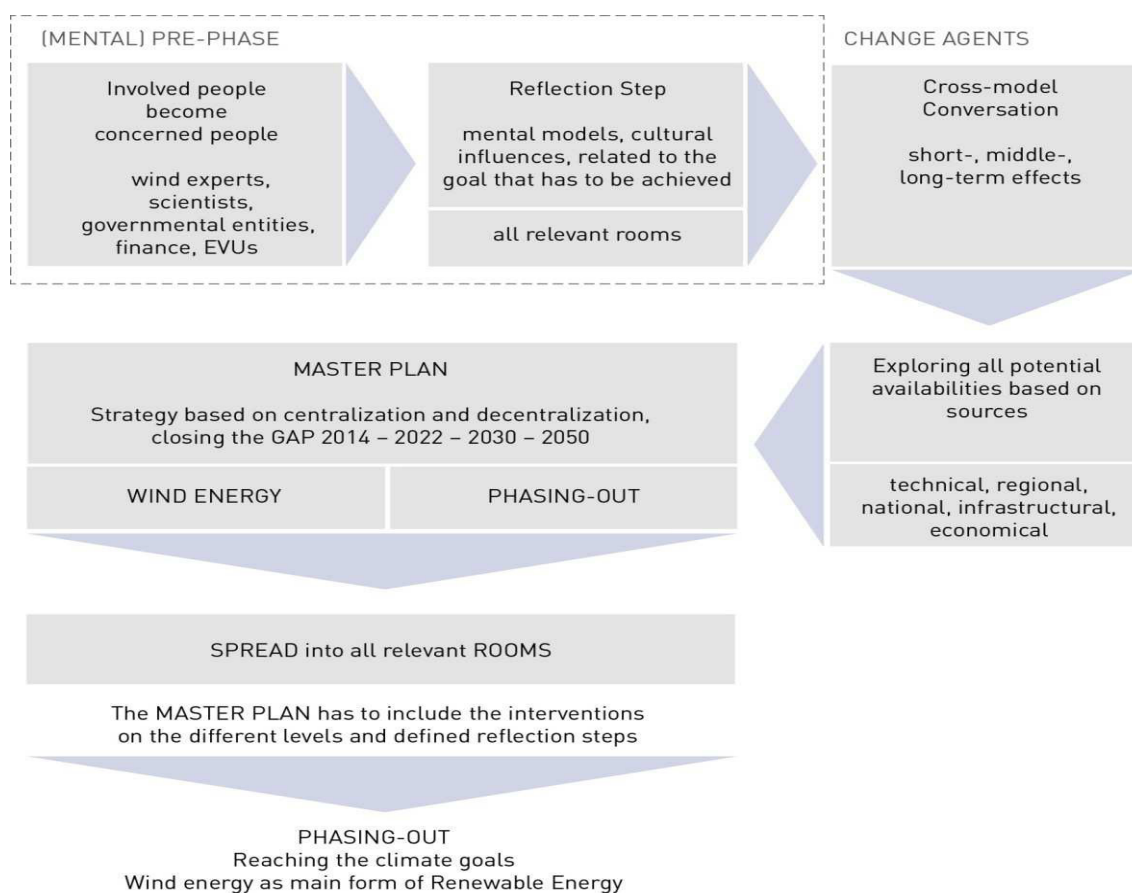 (MENTAL) PRE-PHASE
Involved people
become
concerned people
wind experts,
scientists,
governmental entities,
finance, EVUs
Reflection Step
mental models, cultural
influences, related to the
goal that has to be achieved
all relevant rooms
CHANGE AGENTS
Cross-model
Conversation
short-, middle-,
long-term effects
Exploring all potential
availabilities based on
sources
technical, regional,
national, infrastructural,
economical
MASTER PLAN
Strategy based on centralization and decentralization,
closing the GAP 2014 – 2022 – 2030 – 2050
WIND ENERGY
PHASING-OUT
SPREAD into all relevant ROOMS
The MASTER PLAN has to include the interventions
on the different levels and defined reflection steps
PHASING-OUT
Reaching the climate goals
Wind energy as main form of Renewable Energy